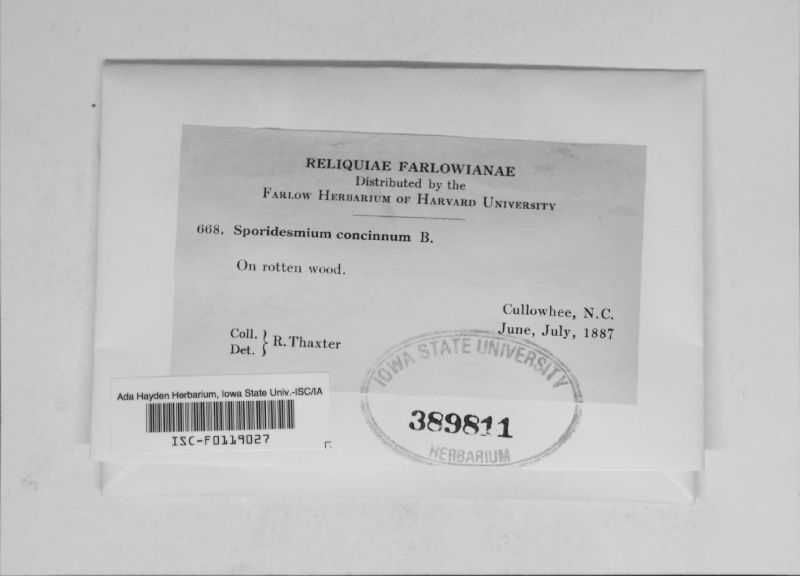 RELIQUIAE FARLOWIANAE
Distributed by the
FARLOW HERBARIUM OF HARVARD UNIVERSITY
668. Sporidesmium concinnum B.
On rotten wood.
Cullowhee, N.C.
June, July, 1887
Coll. } R. Thaxter
Det.
IOWA STATE UNIVERSITY
389811
HERBARIUM
Ada Hayden Herbarium, Iowa State Univ.-ISC/IA
ISC-F0119027